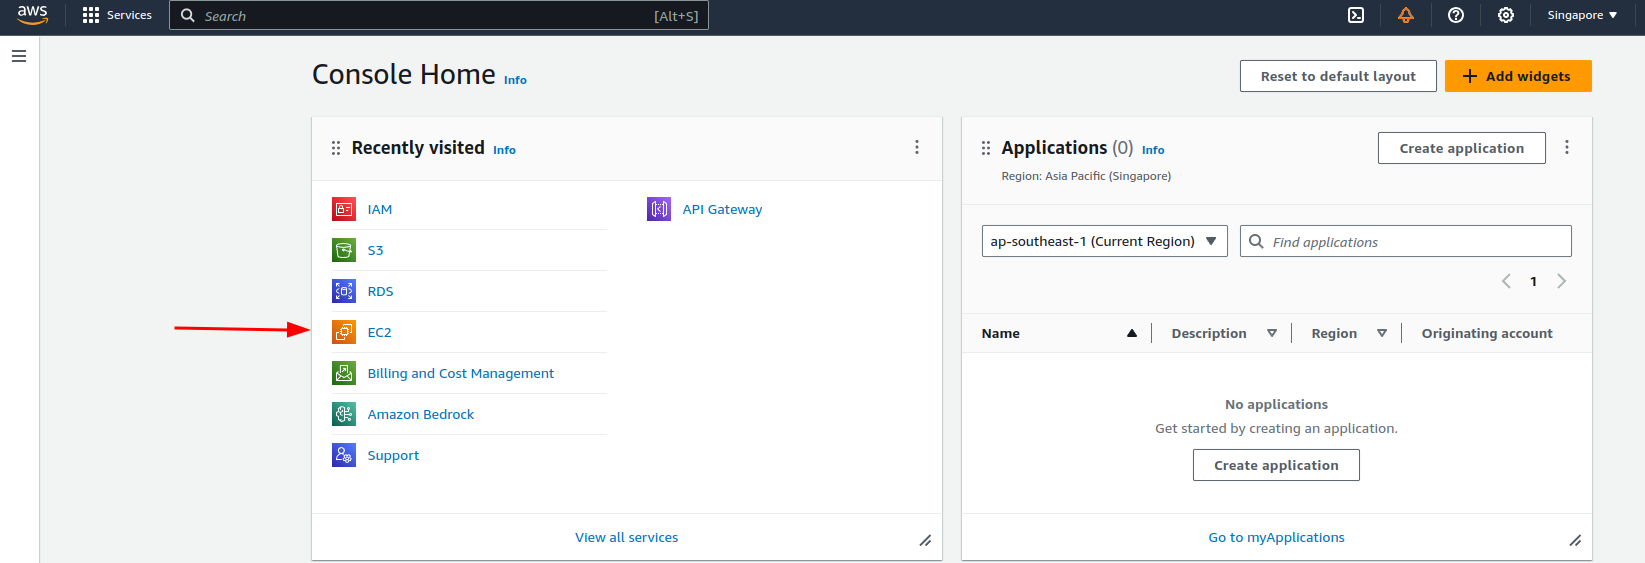 aws
Services
Search [Alt+S]
Singapore
Console Home Info
Reset to default layout
Add widgets
Recently visited Info
IAM
API Gateway
S3
RDS
EC2
Billing and Cost Management
Amazon Bedrock
Support
View all services
Applications (0) Info
Create application
Region: Asia Pacific (Singapore)
ap-southeast-1 (Current Region)
Find applications
1
Name Description Region Originating account
No applications
Get started by creating an application.
Create application
Go to myApplications